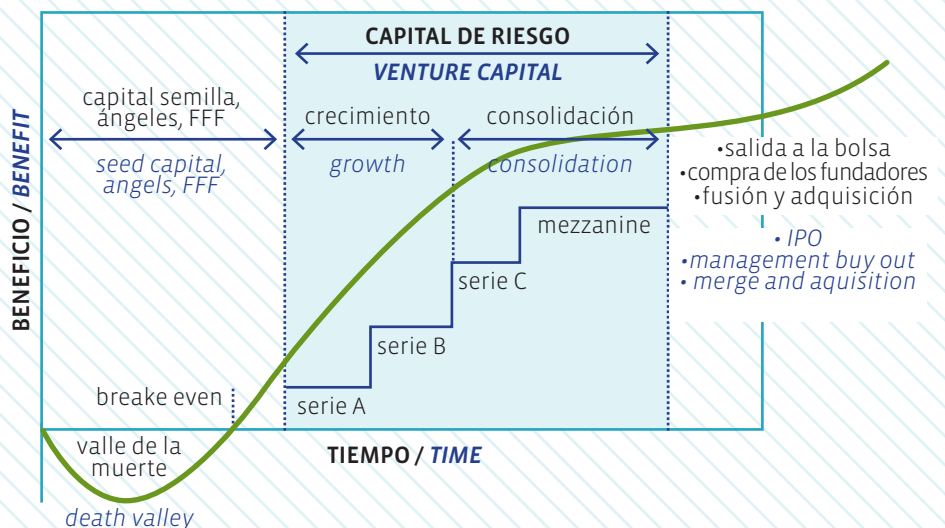 CAPITAL DE RIESGO
VENTURE CAPITAL
capital semilla,
ángeles, FFF
seed capital,
angels, FFF
crecimiento
growth
consolidación
consolidation
•salida a la bolsa
•compra de los fundadores
•fusión y adquisición
• IPO
•management buy out
• merge and aquisition
mezzanine
serie C
serie B
serie A
breake even
valle de la
muerte
death valley
BENEFICIO / BENEFIT
TIEMPO / TIME